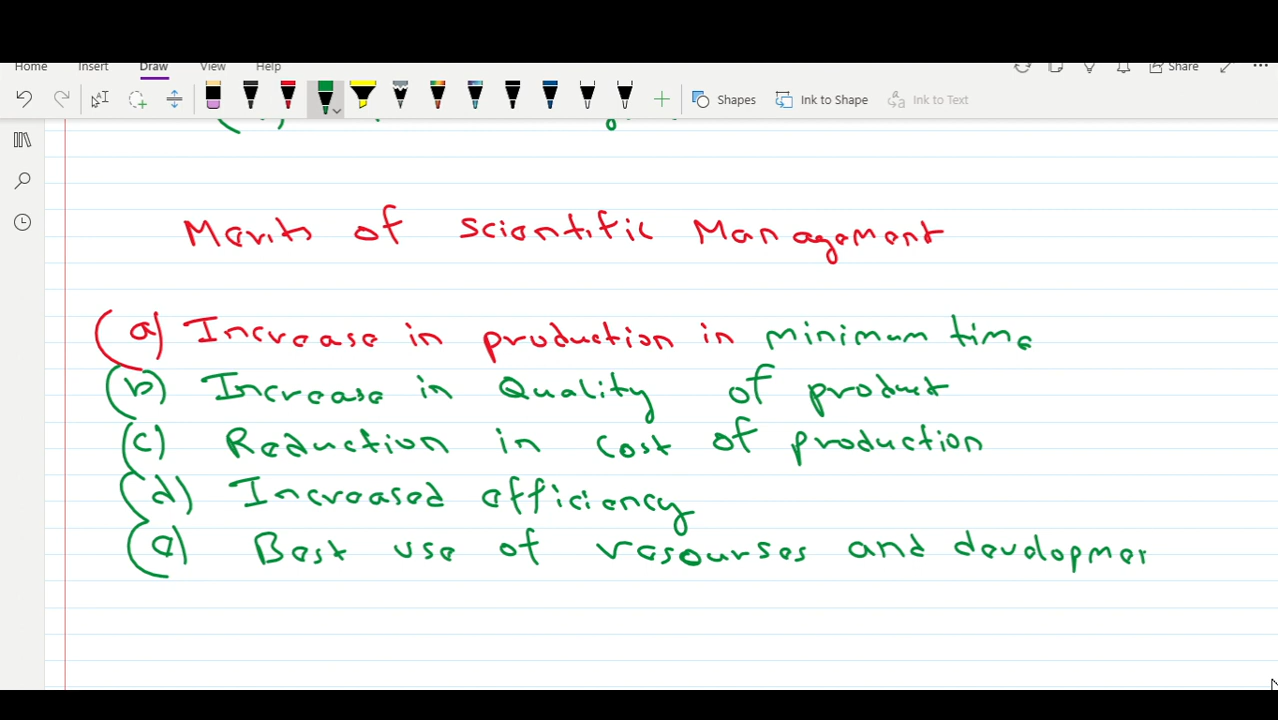 Home Insert Draw View Help Share
Shapes Ink to Shape Ink to Text
Merits of Scientific Management
(a) Increase in production in minimum time
(b) Increase in Quality of product
(c) Reduction in cost of production
(d) Increased efficiency
(e) Best use of resourses and developmen